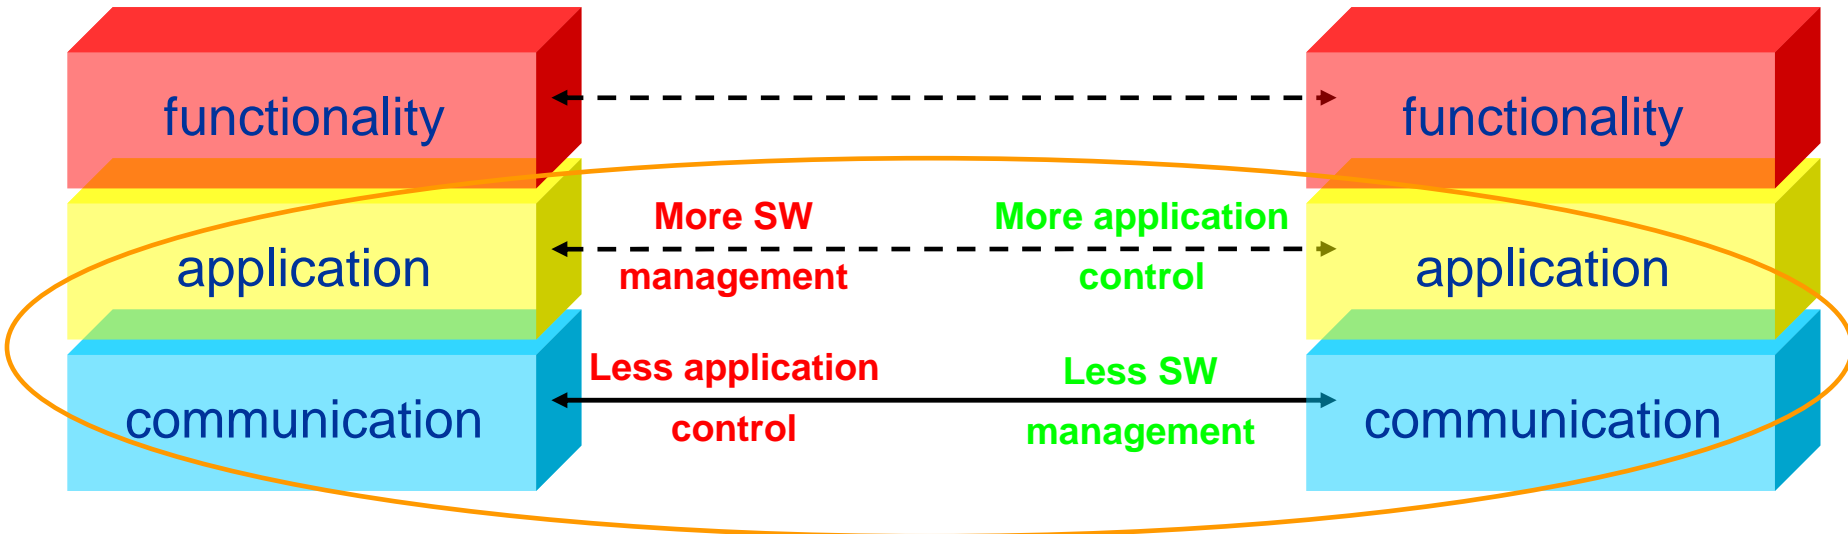 functionality
functionality
More SW
More application
application
management
control
application
Less application
Less SW
communication
control
management
communication